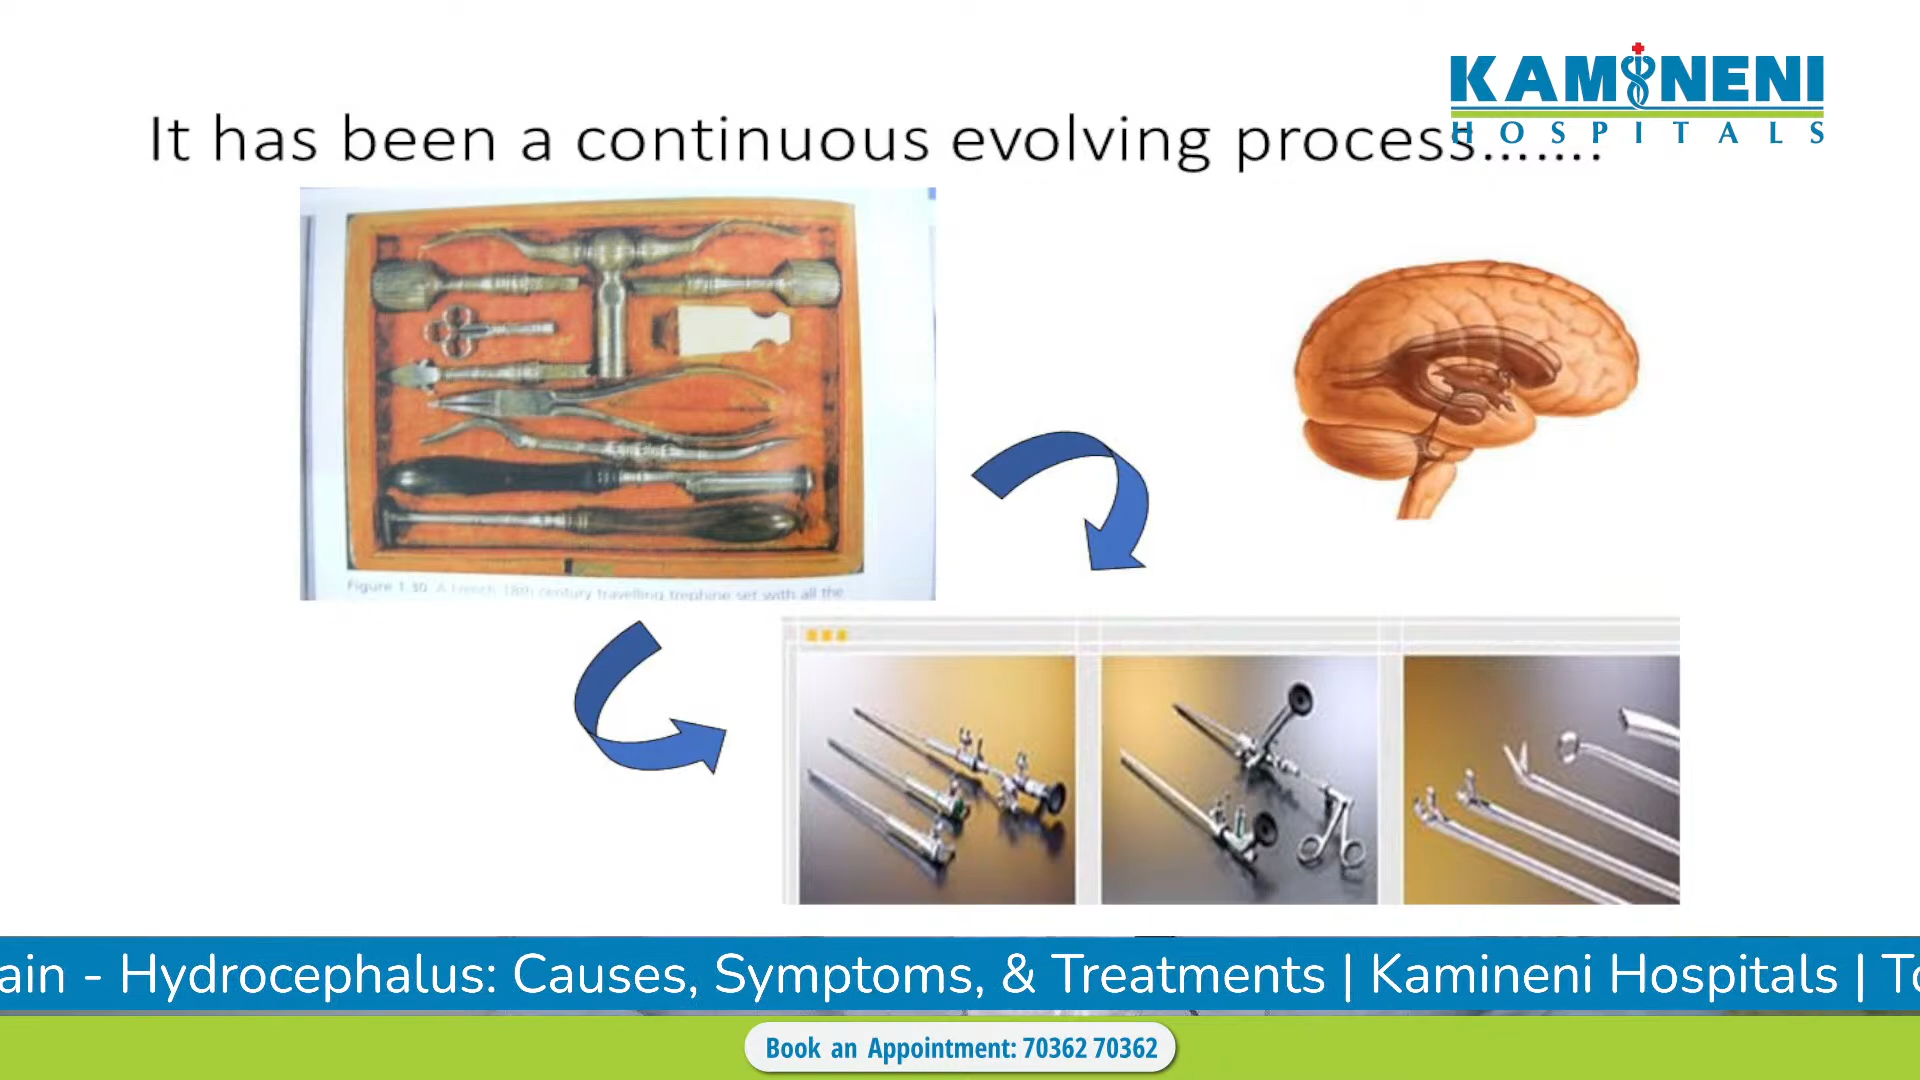 KAMINENI
HOSPITALS
It has been a continuous evolving process…….
Figure 1.30 A French 18th century travelling trephine set with all the
ain - Hydrocephalus: Causes, Symptoms, & Treatments | Kamineni Hospitals | To
Book an Appointment: 70362 70362